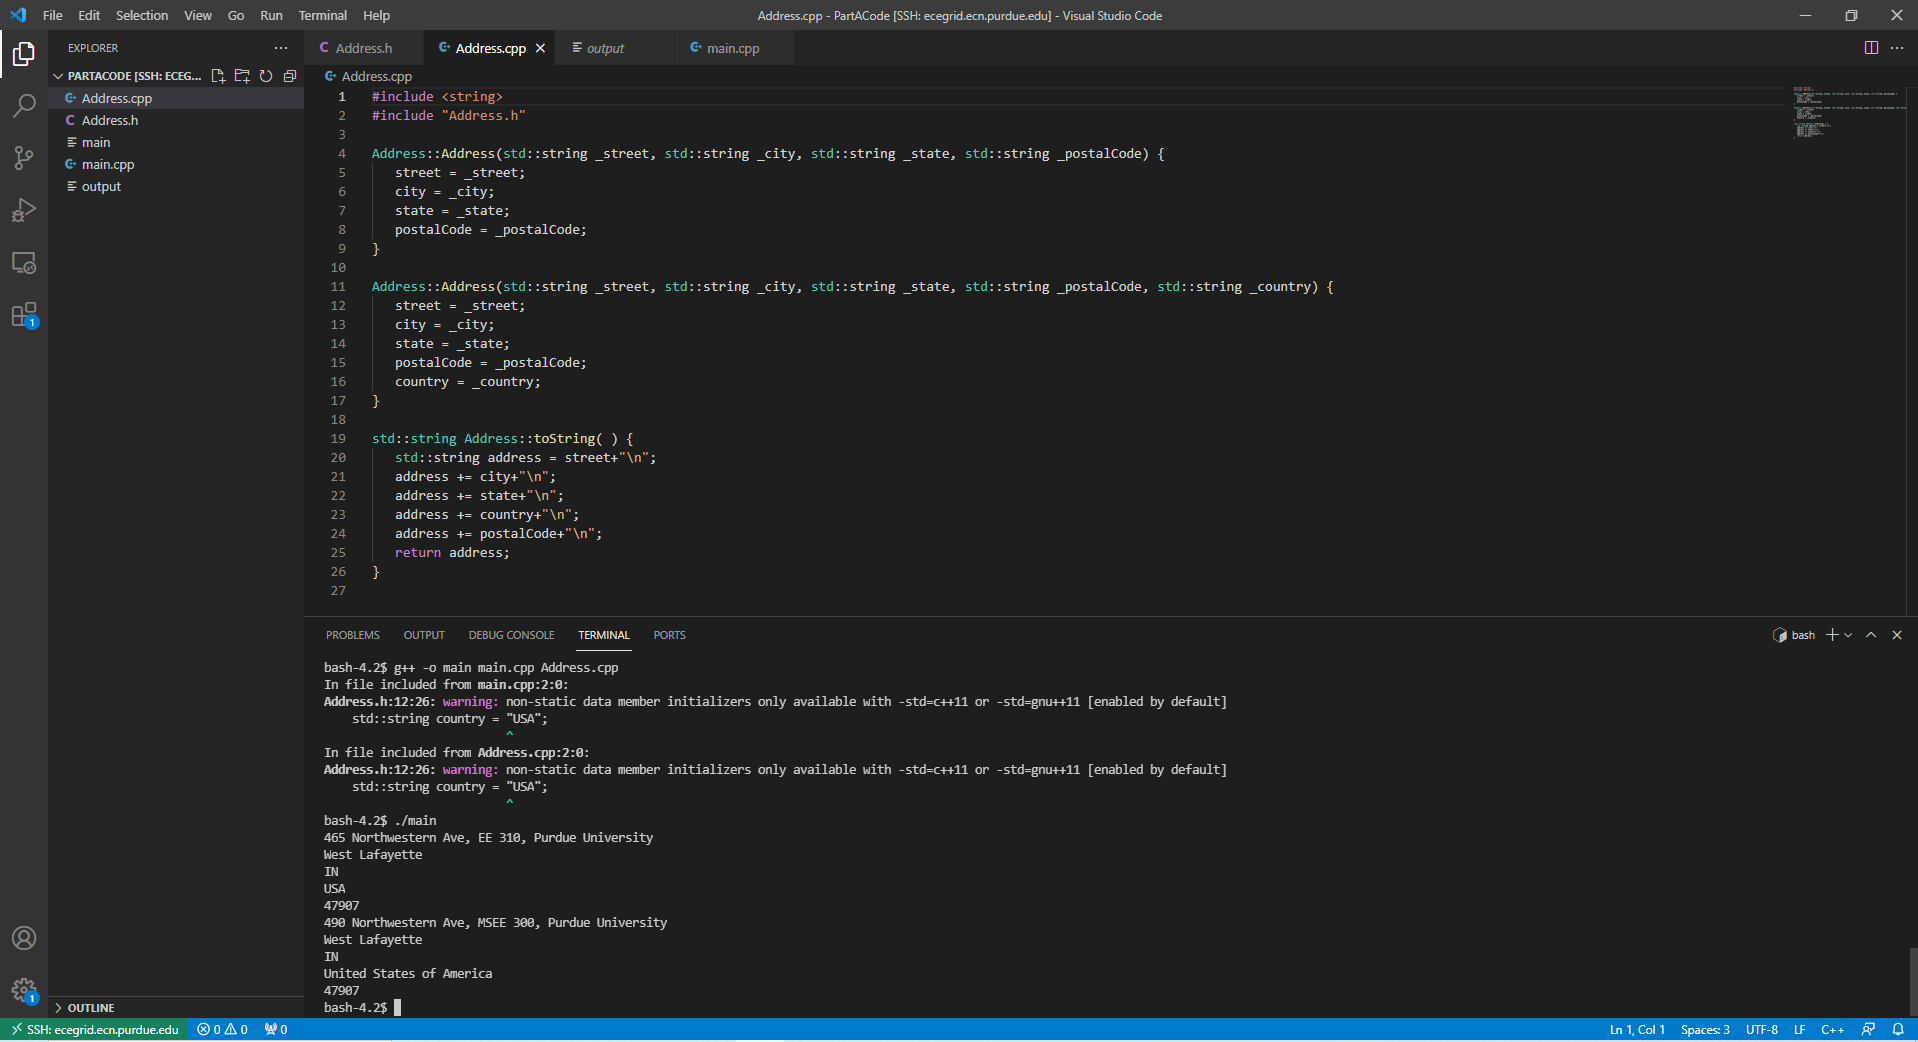 File Edit Selection View Go Run Terminal Help
Address.cpp - PartACode [SSH: ecegrid.ecn.purdue.edu] - Visual Studio Code
EXPLORER
PARTACODE [SSH: ECEG...
Address.cpp
Address.h
main
main.cpp
output
OUTLINE
1
1
Address.h Address.cpp output main.cpp
Address.cpp
1 #include <string>
2 #include "Address.h"
3
4 Address::Address(std::string _street, std::string _city, std::string _state, std::string _postalCode) {
5 street = _street;
6 city = _city;
7 state = _state;
8 postalCode = _postalCode;
9 }
10
11 Address::Address(std::string _street, std::string _city, std::string _state, std::string _postalCode, std::string _country) {
12 street = _street;
13 city = _city;
14 state = _state;
15 postalCode = _postalCode;
16 country = _country;
17 }
18
19 std::string Address::toString( ) {
20 std::string address = street+"\n";
21 address += city+"\n";
22 address += state+"\n";
23 address += country+"\n";
24 address += postalCode+"\n";
25 return address;
26 }
27
PROBLEMS OUTPUT DEBUG CONSOLE TERMINAL PORTS
bash
bash-4.2$ g++ -o main main.cpp Address.cpp
In file included from main.cpp:2:0:
Address.h:12:26: warning: non-static data member initializers only available with -std=c++11 or -std=gnu++11 [enabled by default]
std::string country = "USA";
^
In file included from Address.cpp:2:0:
Address.h:12:26: warning: non-static data member initializers only available with -std=c++11 or -std=gnu++11 [enabled by default]
std::string country = "USA";
^
bash-4.2$ ./main
465 Northwestern Ave, EE 310, Purdue University
West Lafayette
IN
USA
47907
490 Northwestern Ave, MSEE 300, Purdue University
West Lafayette
IN
United States of America
47907
bash-4.2$
SSH: ecegrid.ecn.purdue.edu 0 0 0
Ln 1, Col 1 Spaces: 3 UTF-8 LF C++